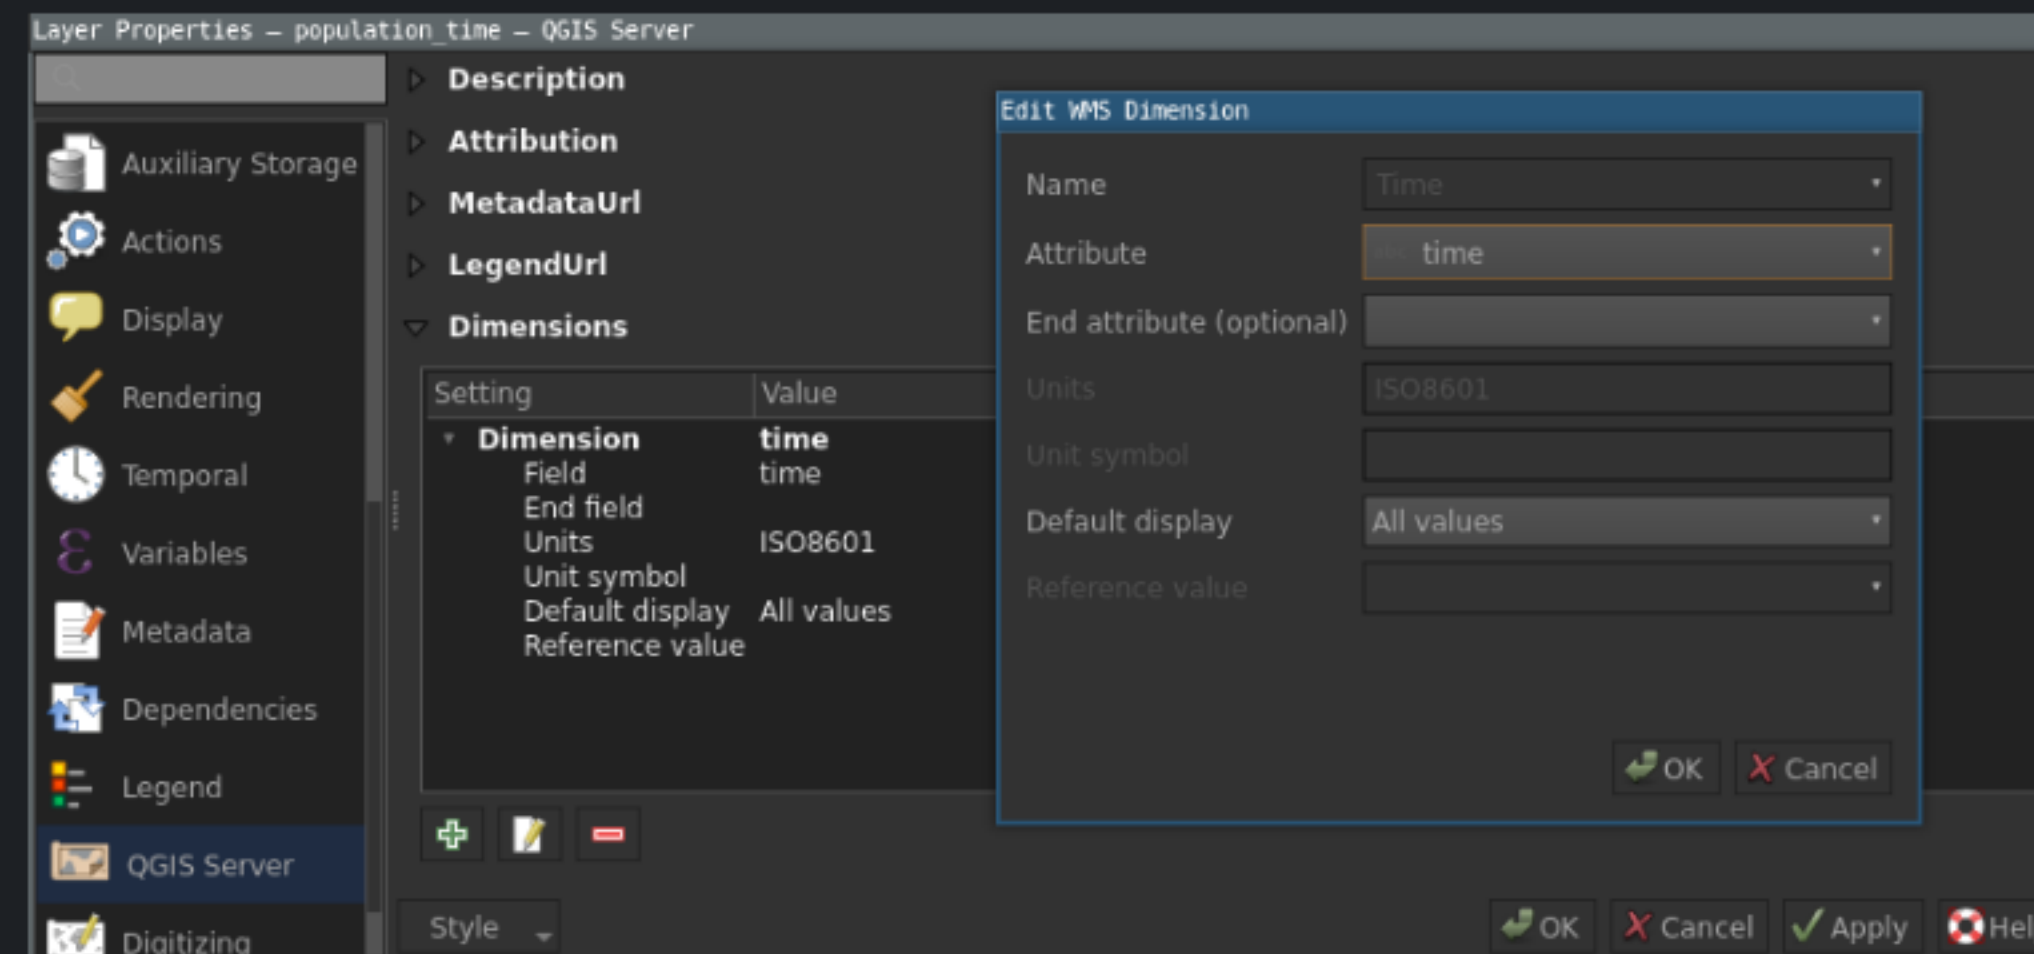 Layer Properties — population_time — QGIS Server
Auxiliary Storage
Actions
Display
Rendering
Temporal
Variables
Metadata
Dependencies
Legend
QGIS Server
Digitizing
Description
Attribution
MetadataUrl
LegendUrl
Dimensions
Setting Value
Dimension time
Field time
End field
Units ISO8601
Unit symbol
Default display All values
Reference value
Style
Edit WMS Dimension
Name Time
Attribute abc time
End attribute (optional)
Units ISO8601
Unit symbol
Default display All values
Reference value
OK Cancel
OK Cancel Apply Hel